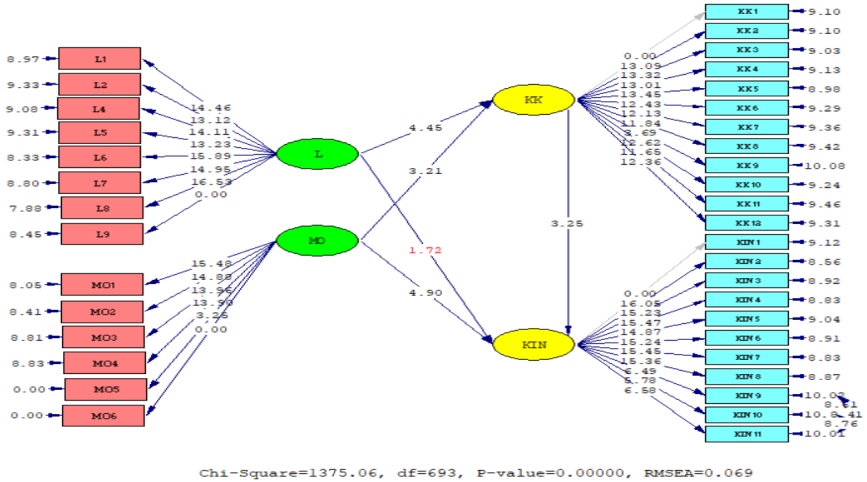 KK1 9.10
KK2 9.10
KK3 9.03
KK4 9.13
KK5 8.98
KK6 9.29
KK7 9.36
KK8 9.42
KK9 10.08
KK10 9.24
KK11 9.46
KK12 9.31
0.00
13.09
13.32
13.01
13.45
12.43
12.13
11.84
3.69
12.62
11.65
12.36
8.97 L1
9.33 L2
9.08 L4
9.31 L5
8.33 L6
8.80 L7
7.88 L8
8.45 L9
14.46
13.12
14.11
13.23
15.89
14.95
16.53
0.00
L
KK
4.45
3.21
MO
1.72
4.90
3.25
KIN
8.05 MO1
8.41 MO2
8.81 MO3
8.83 MO4
0.00 MO5
0.00 MO6
15.48
14.88
13.96
3.25
0.00
KIN1 9.12
KIN2 8.56
KIN3 8.92
KIN4 8.83
KIN5 9.04
KIN6 8.91
KIN7 8.83
KIN8 8.87
KIN9
KIN10
KIN11 10.01
0.00
16.05
15.23
15.47
14.87
15.24
15.45
15.36
6.49
5.78
6.58
8.76
Chi-Square=1375.06, df=693, P-value=0.00000, RMSEA=0.069